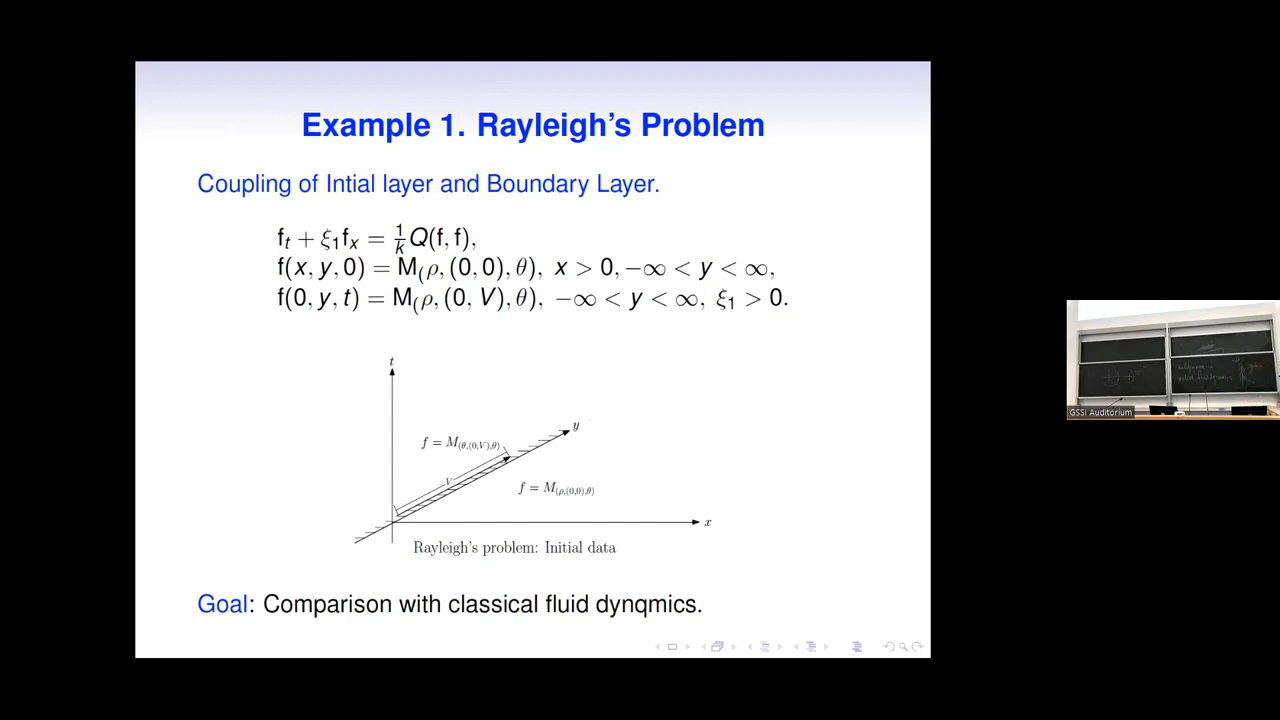 Example 1. Rayleigh's Problem
Coupling of Intial layer and Boundary Layer.
f_t + ξ_1 f_x = 1/k Q(f, f),
f(x, y, 0) = M_(ρ, (0, 0), θ), x > 0, −∞ < y < ∞,
f(0, y, t) = M_(ρ, (0, V), θ), −∞ < y < ∞, ξ_1 > 0.
t
y
f = M_(θ,(0,V),θ)
V
f = M_(ρ,(0,0),θ)
x
Rayleigh's problem: Initial data
Goal: Comparison with classical fluid dynqmics.
GSSI Auditorium